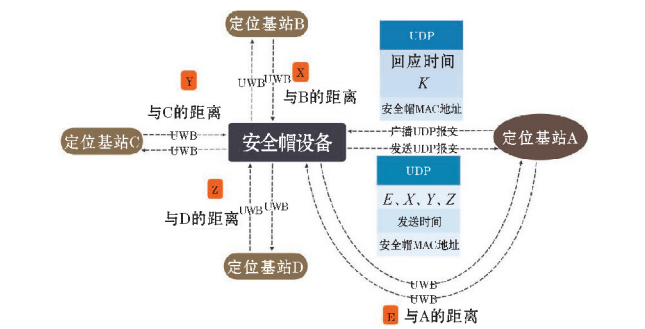 定位基站B
UDP
回应时间
K
安全帽MAC地址
Y
UWB
UWB
X
与B的距离
与C的距离
定位基站C
UWB
UWB
安全帽设备
广播UDP报文
发送UDP报文
定位基站A
UDP
E、X、Y、Z
发送时间
安全帽MAC地址
Z
与D的距离
UWB
UWB
定位基站D
UWB
UWB
E
与A的距离